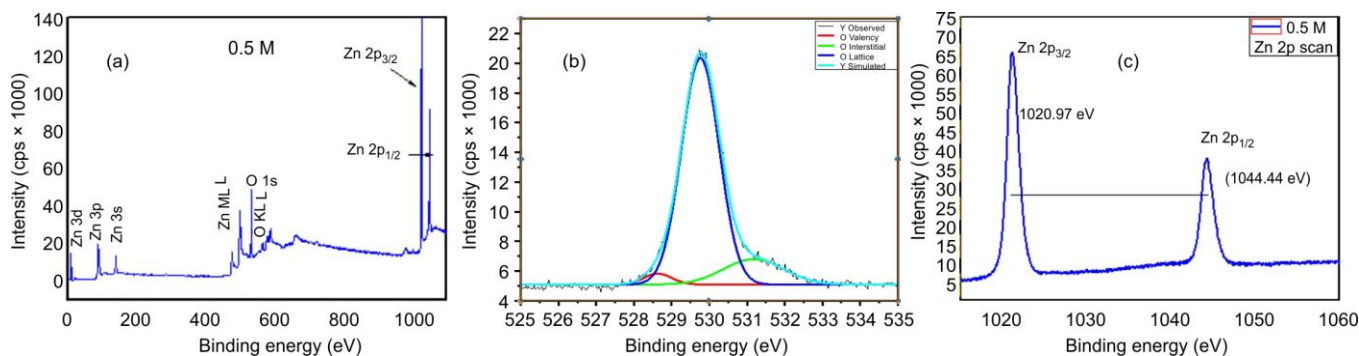 140
120
100
80
60
40
20
0
Intensity (cps × 1000)
(a)
0.5 M
Zn 2p3/2
Zn 2p1/2
Zn 3d
Zn 3p
Zn 3s
Zn ML L
O 1s
O KL L
0 200 400 600 800 1000
Binding energy (eV)
24
22
20
18
16
14
12
10
8
6
4
Intensity (cps × 1000)
(b)
Y Observed
O Valency
O Interstitial
O Lattice
Y Simulated
525 526 527 528 529 530 531 532 533 534 535
Binding energy (eV)
75
70
65
60
55
50
45
40
35
30
25
20
15
10
5
Intensity (cps × 1000)
0.5 M
Zn 2p scan
Zn 2p3/2
(c)
1020.97 eV
Zn 2p1/2
(1044.44 eV)
1020 1030 1040 1050 1060
Binding energy (eV)